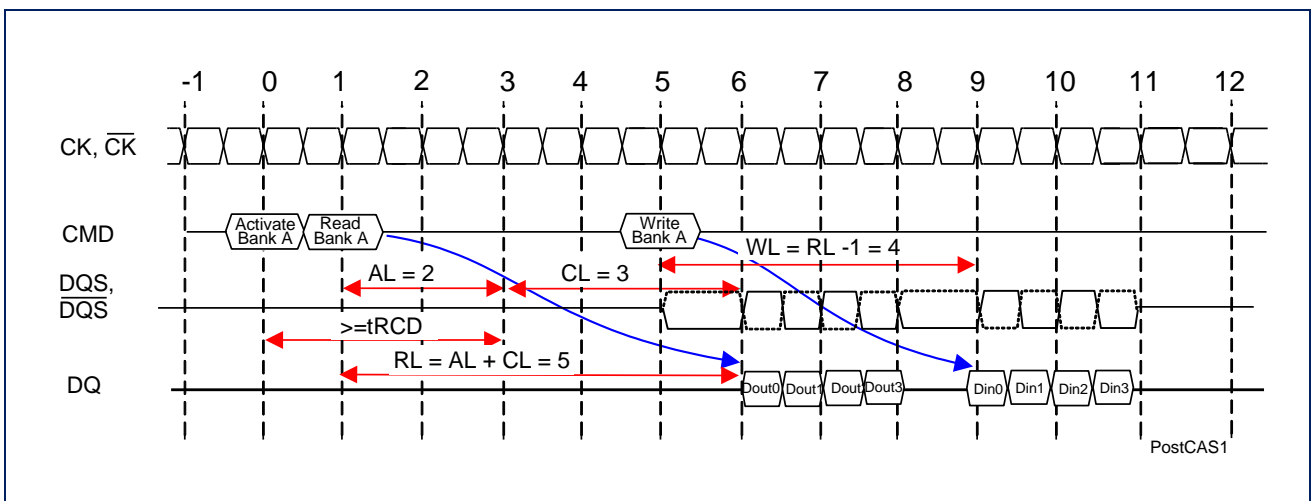 -1 0 1 2 3 4 5 6 7 8 9 10 11 12
CK, C̅K̅
CMD
Activate
Bank A
Read
Bank A
Write
Bank A
WL = RL -1 = 4
AL = 2
CL = 3
DQS,
D̅Q̅S̅
>=tRCD
RL = AL + CL = 5
DQ
Dout0 Dout1 Dout2 Dout3
Din0 Din1 Din2 Din3
PostCAS1